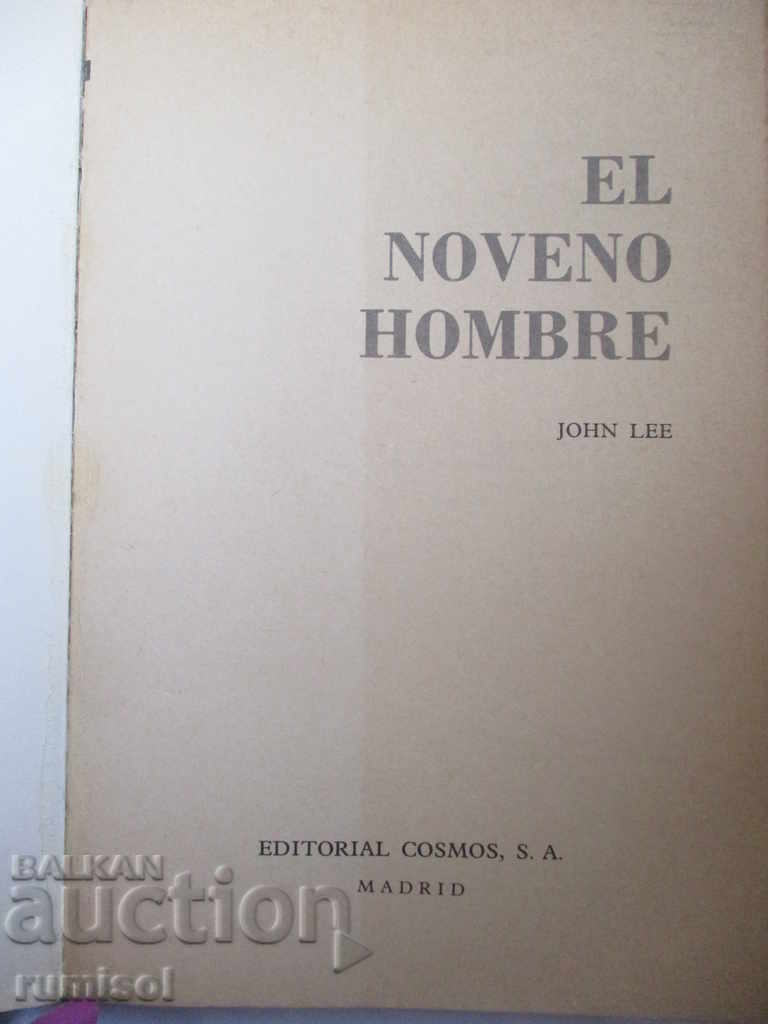 EL
NOVENO
HOMBRE
JOHN LEE
EDITORIAL COSMOS, S. A.
MADRID
BALKAN
auction
rumisol